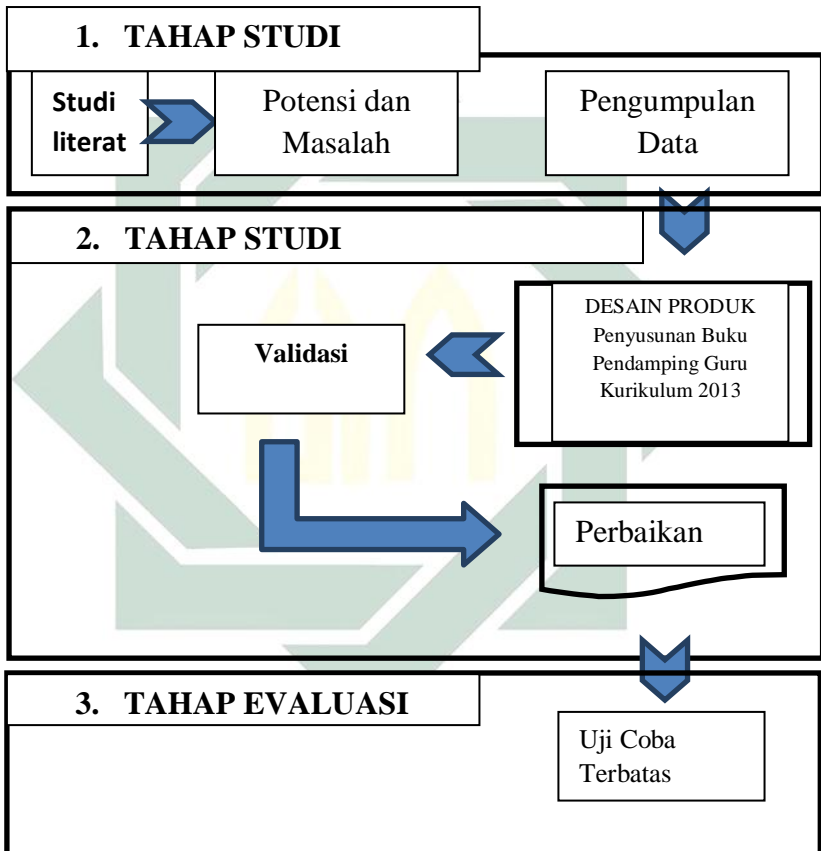 1. TAHAP STUDI
Studi
literat
Potensi dan
Masalah
Pengumpulan
Data
2. TAHAP STUDI
DESAIN PRODUK
Penyusunan Buku
Pendamping Guru
Kurikulum 2013
Validasi
Perbaikan
3. TAHAP EVALUASI
Uji Coba
Terbatas